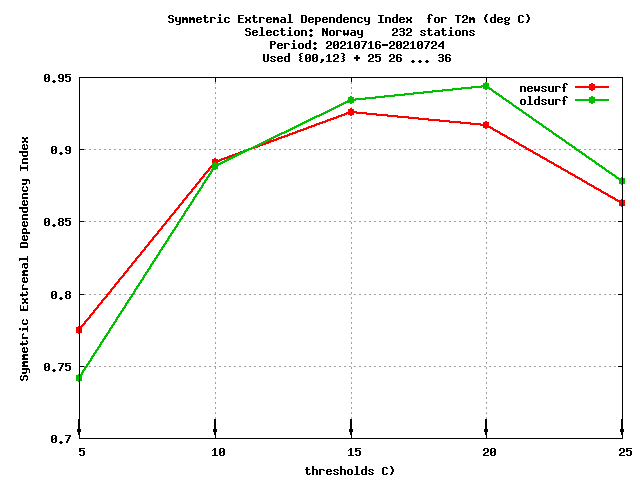 Symmetric Extremal Dependency Index  for T2m (deg C)
Selection: Norway    232 stations
Period: 20210716-20210724
Used {00,12} + 25 26 ... 36
newsurf
oldsurf
0.95
0.9
0.85
0.8
0.75
0.7
Symmetric Extremal Dependency Index
5 10 15 20 25
thresholds C)